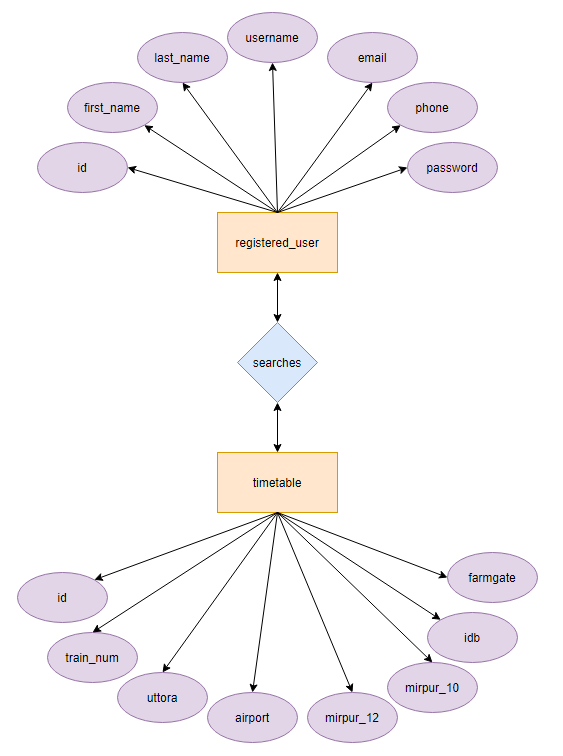 username
last_name
email
first_name
phone
id
password
registered_user
searches
timetable
farmgate
id
idb
train_num
mirpur_10
uttora
airport
mirpur_12